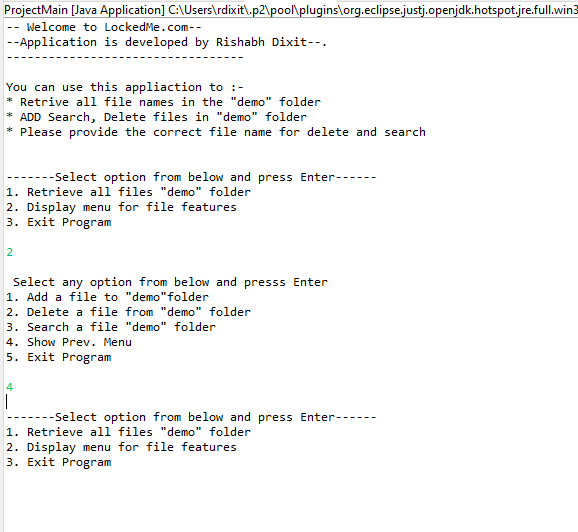 ProjectMain [Java Application] C:\Users\rdixit\.p2\pool\plugins\org.eclipse.justj.openjdk.hotspot.jre.full.win3
-- Welcome to LockedMe.com--
--Application is developed by Rishabh Dixit--.
----------------------------------
You can use this appliaction to :-
* Retrive all file names in the "demo" folder
* ADD Search, Delete files in "demo" folder
* Please provide the correct file name for delete and search
-------Select option from below and press Enter------
1. Retrieve all files "demo" folder
2. Display menu for file features
3. Exit Program
2
Select any option from below and presss Enter
1. Add a file to "demo"folder
2. Delete a file from "demo" folder
3. Search a file "demo" folder
4. Show Prev. Menu
5. Exit Program
4
-------Select option from below and press Enter------
1. Retrieve all files "demo" folder
2. Display menu for file features
3. Exit Program